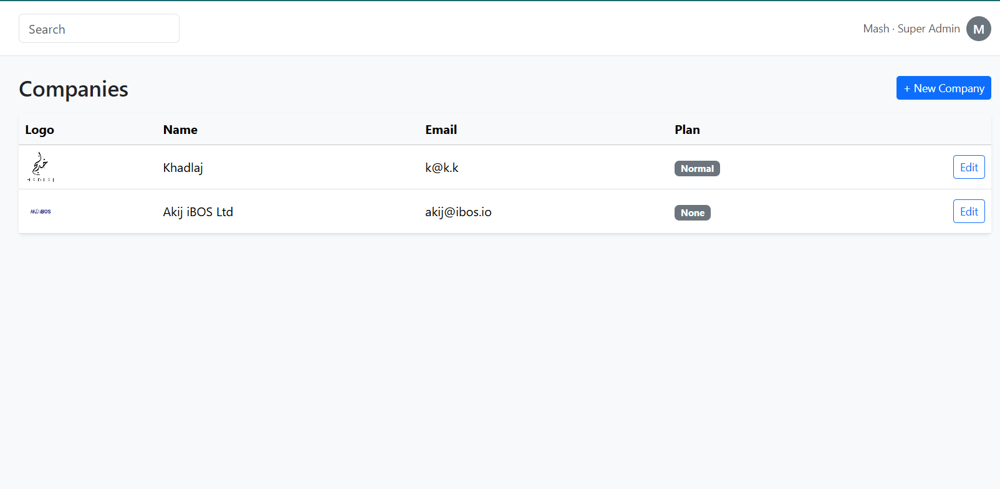 Search
Mash · Super Admin
M
Companies
+ New Company
Logo Name Email Plan
Khadlaj k@k.k Normal Edit
AKIJ iBOS Akij iBOS Ltd akij@ibos.io None Edit